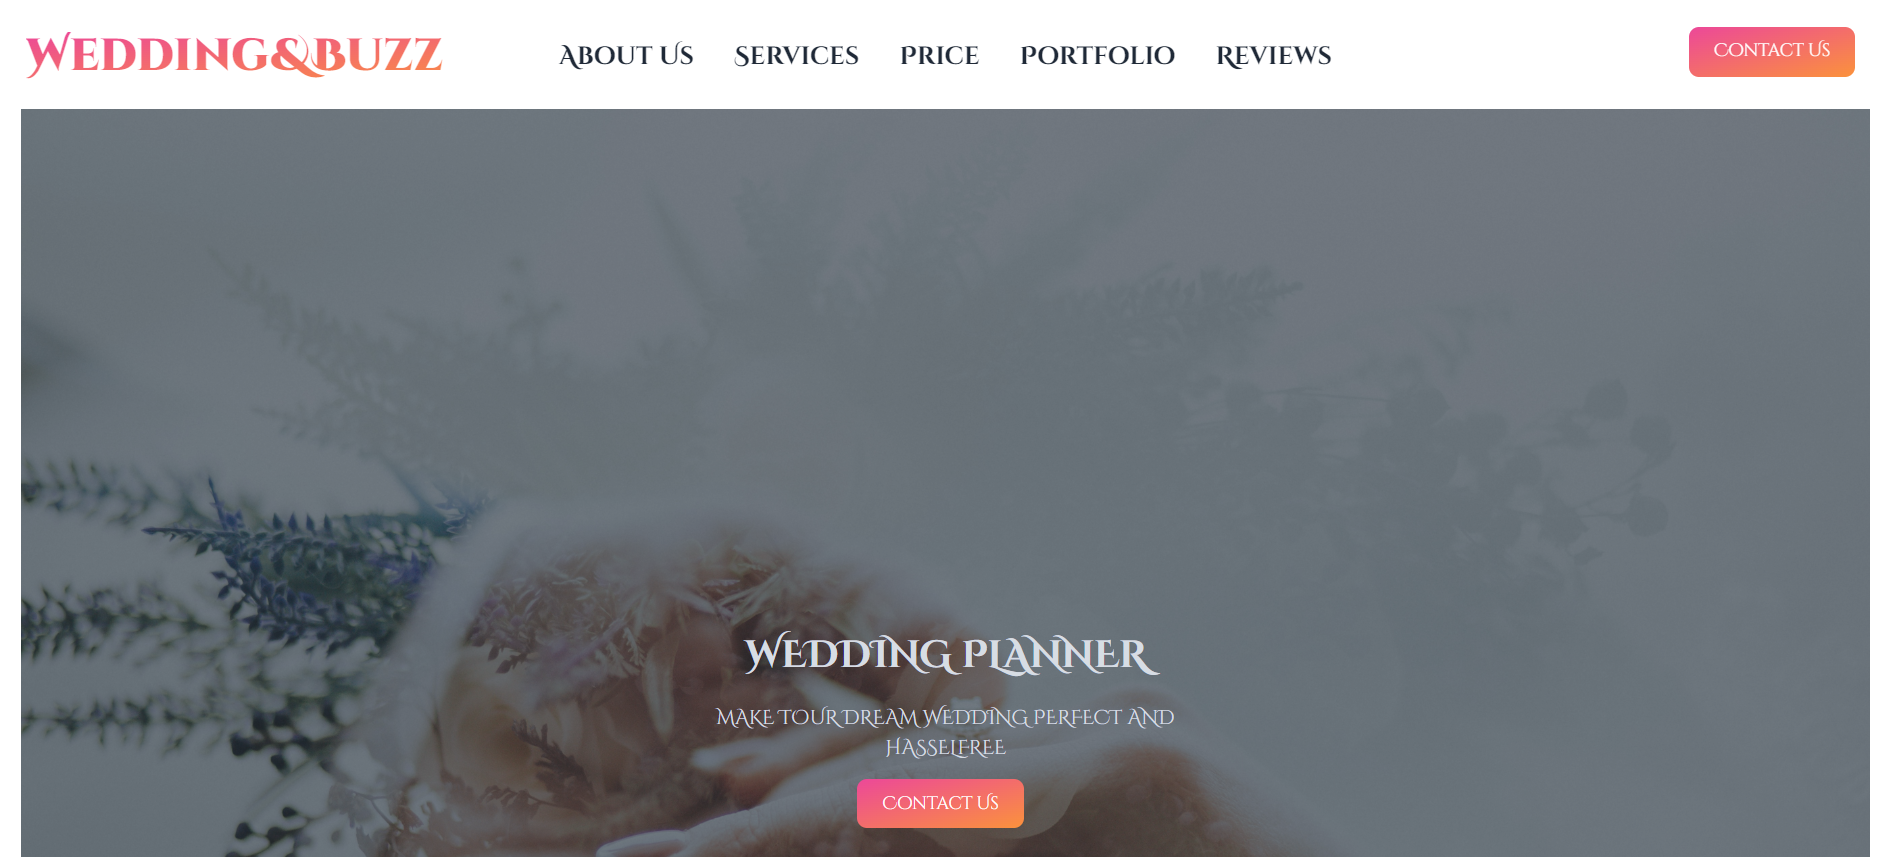 WEDDING&BUZZ
ABOUT US SERVICES PRICE PORTFOLIO REVIEWS
CONTACT US
WEDDING PLANNER
MAKE TOUR DREAM WEDDING PERFECT AND
HASSELFREE
CONTACT US